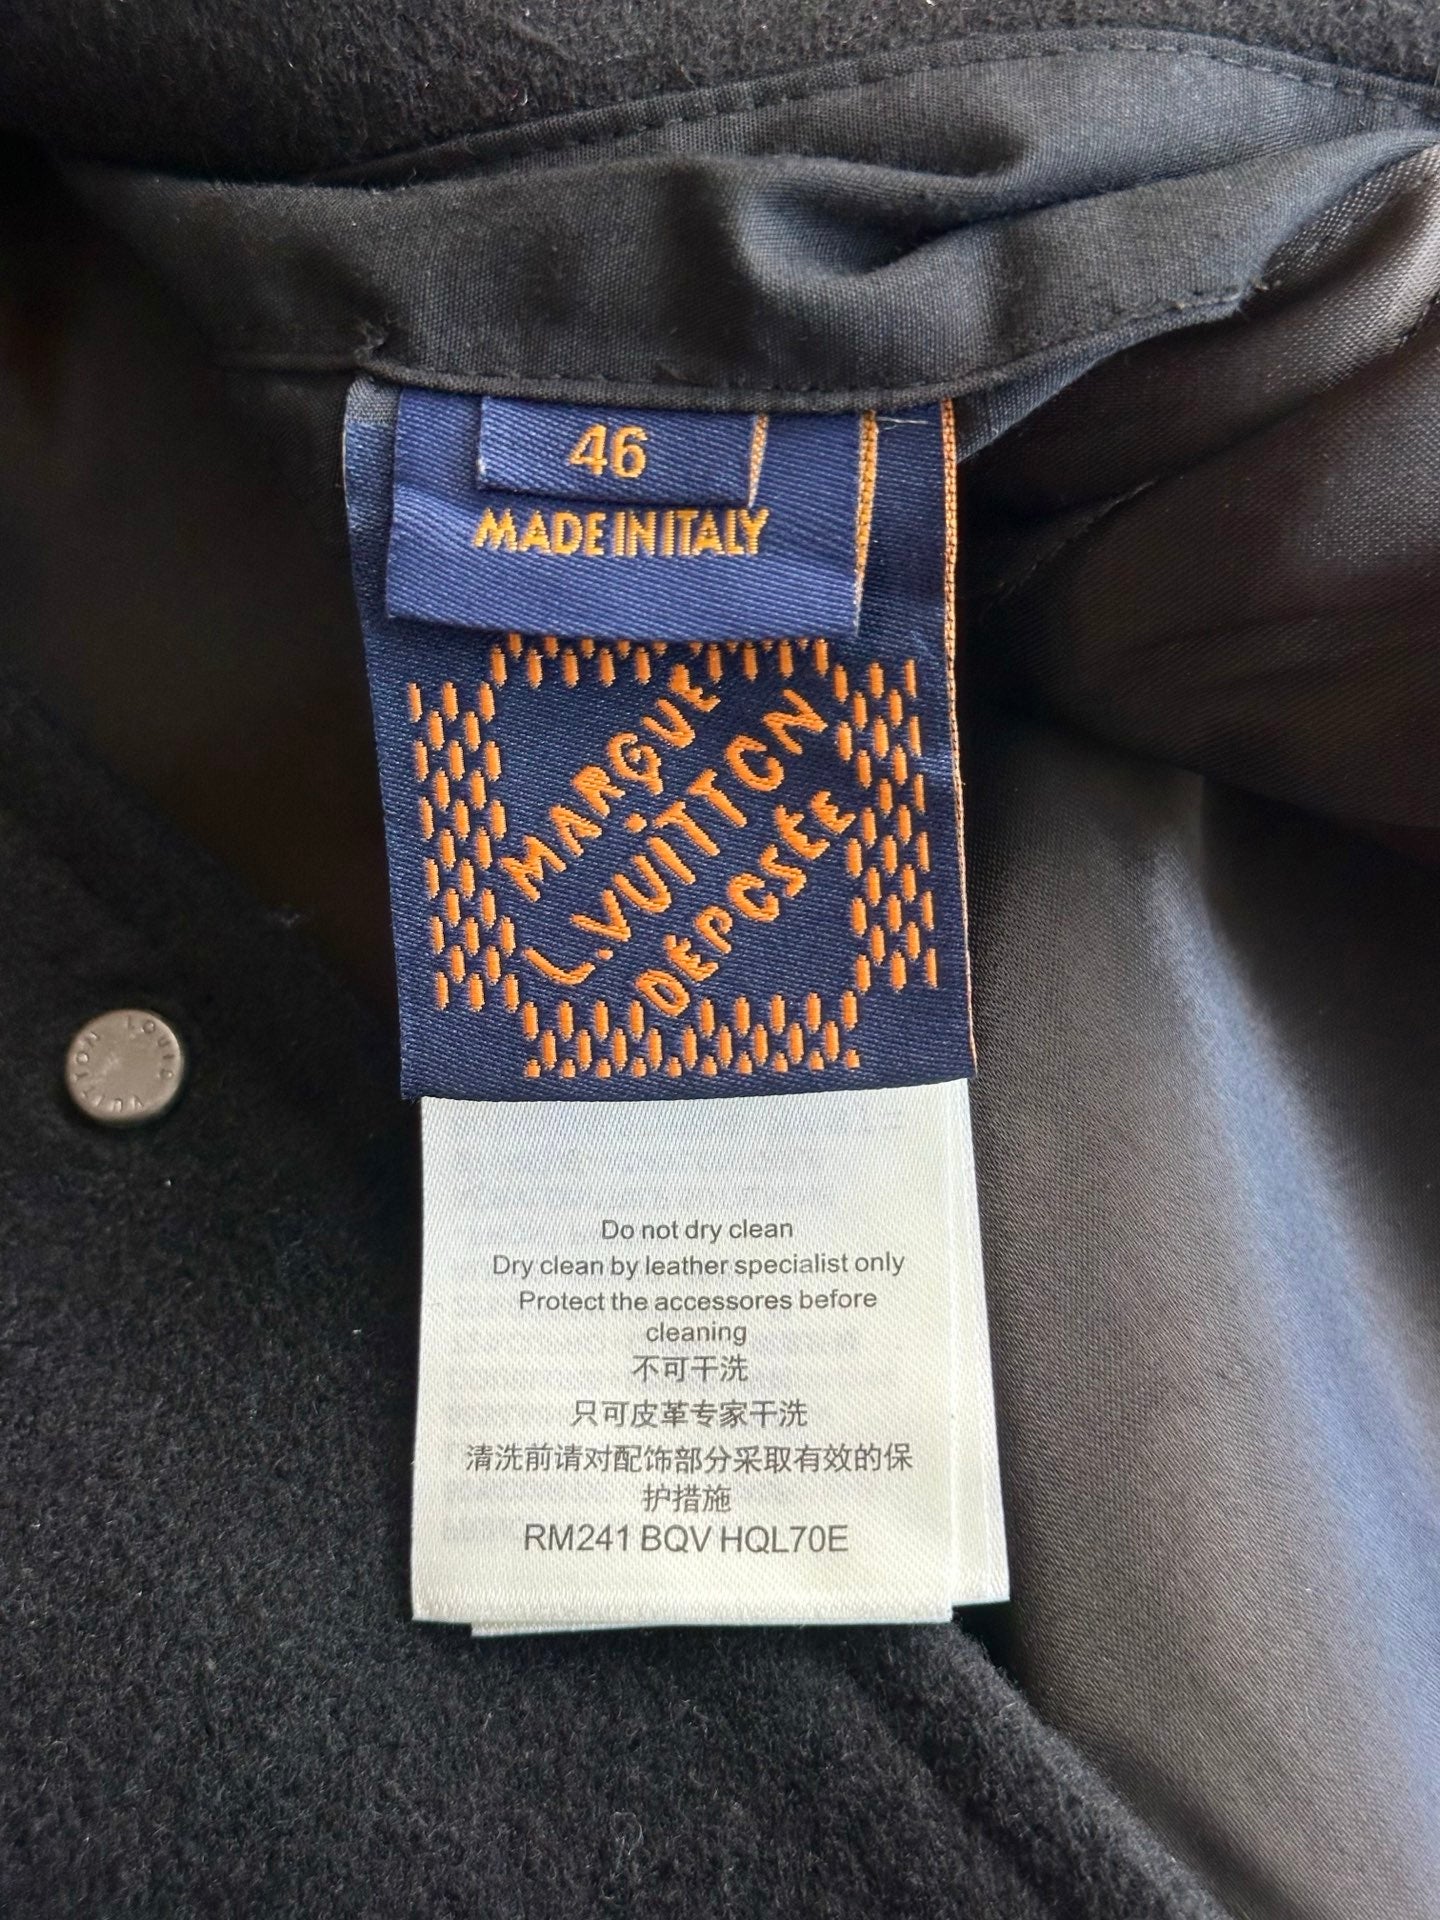 46
MADE IN ITALY
MARQUE
L.VUITTON
DÉPOSÉE
LOUIS VUITTON
Do not dry clean
Dry clean by leather specialist only
Protect the accessores before
cleaning
不可干洗
只可皮革专家干洗
清洗前请对配饰部分采取有效的保
护措施
RM241 BQV HQL70E